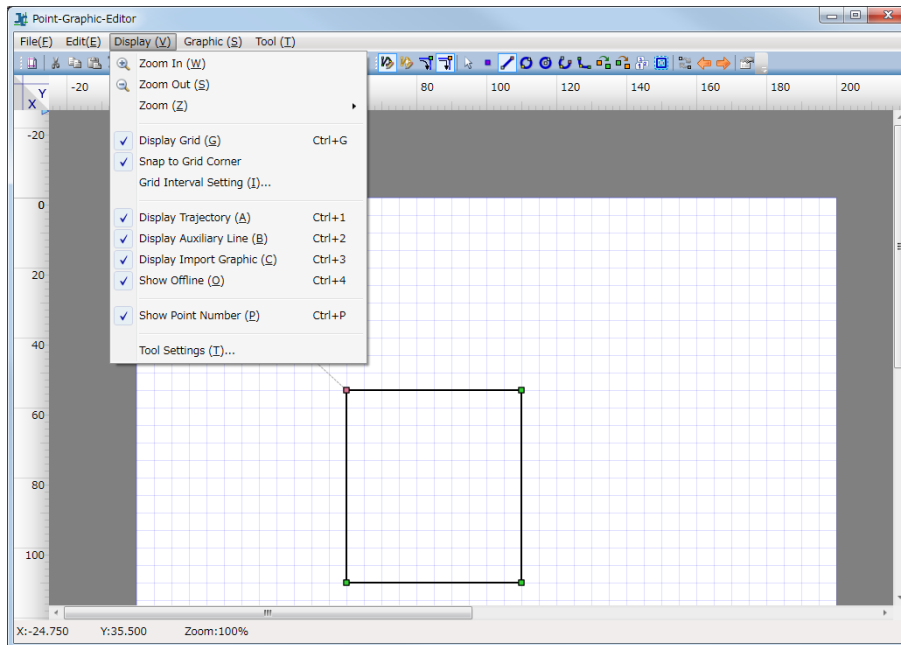 Point-Graphic-Editor
File(F) Edit(E) Display (V) Graphic (S) Tool (T)
Y
X
-20 80 100 120 140 160 180 200
Zoom In (W)
Zoom Out (S)
Zoom (Z)
Display Grid (G) Ctrl+G
Snap to Grid Corner
Grid Interval Setting (I)...
Display Trajectory (A) Ctrl+1
Display Auxiliary Line (B) Ctrl+2
Display Import Graphic (C) Ctrl+3
Show Offline (O) Ctrl+4
Show Point Number (P) Ctrl+P
Tool Settings (T)...
-20
0
20
40
60
80
100
X:-24.750 Y:35.500 Zoom:100%